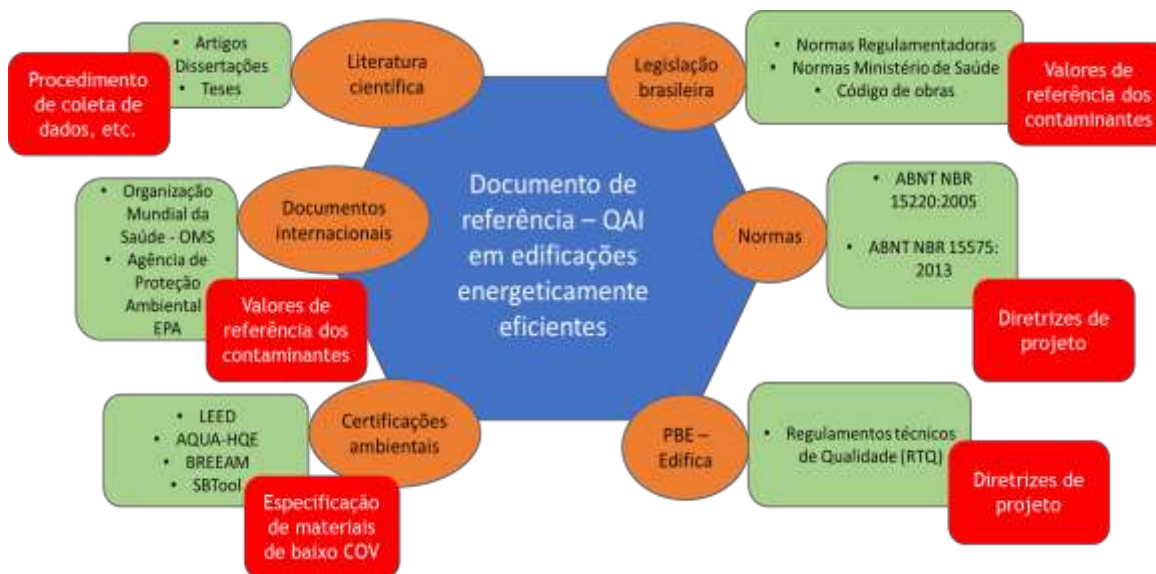 • Artigos
Dissertações
• Teses
Procedimento
de coleta de
dados, etc.
Literatura
científica
Legislação
brasileira
• Normas Regulamentadoras
• Normas Ministério de Saúde
• Código de obras
Valores de
referência dos
contaminantes
• Organização
Mundial da
Saúde - OMS
• Agência de
Proteção
Ambiental -
EPA
Valores de
referência dos
contaminantes
Documentos
internacionais
Documento de
referência – QAI
em edificações
energeticamente
eficientes
Normas
• ABNT NBR
15220:2005
• ABNT NBR 15575:
2013
Diretrizes de
projeto
• LEED
• AQUA-HQE
• BREEAM
• SBTool
Especificação
de materiais
de baixo COV
Certificações
ambientais
PBE –
Edifica
• Regulamentos técnicos
de Qualidade (RTQ)
Diretrizes de
projeto